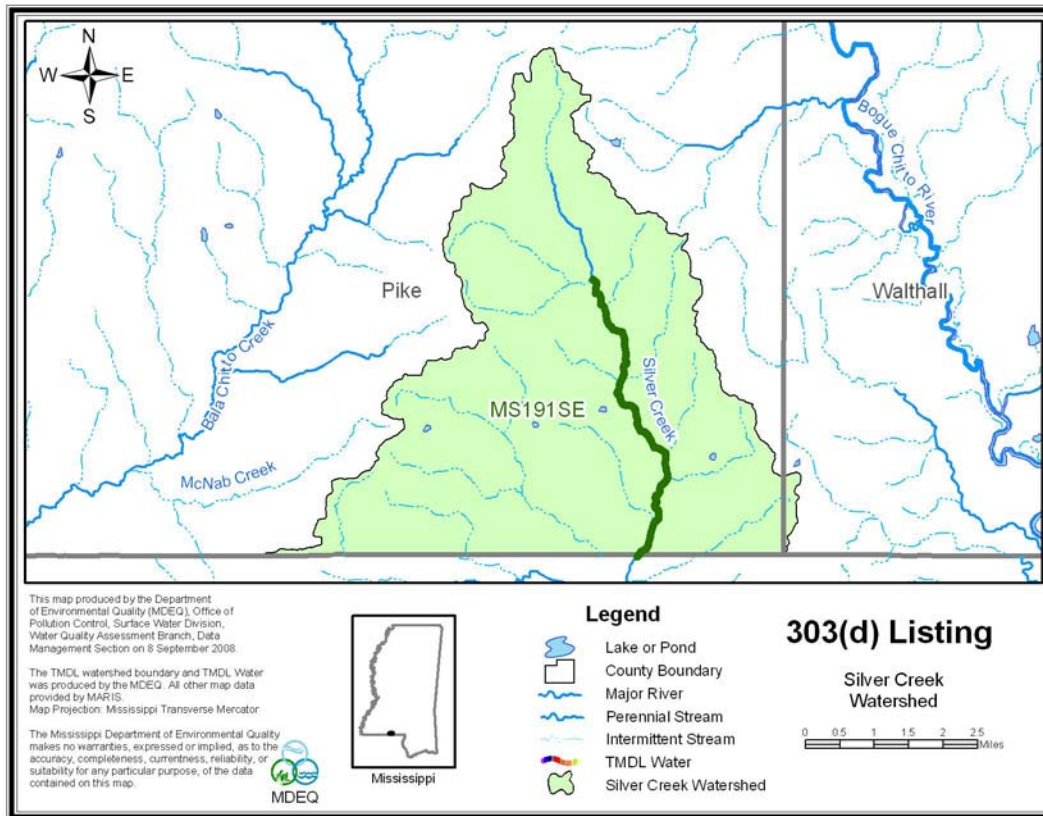 N
W E
S
Bogue Chitto River
Pike
Walthall
Bala Chitto Creek
Silver Creek
MS191SE
McNab Creek
This map produced by the Department
of Environmental Quality (MDEQ), Office of
Pollution Control, Surface Water Division,
Water Quality Assessment Branch, Data
Management Section on 8 September 2008.
The TMDL watershed boundary and TMDL Water
was produced by the MDEQ. All other map data
provided by MARIS.
Map Projection: Mississippi Transverse Mercator
The Mississippi Department of Environmental Quality
makes no warranties, expressed or implied, as to the
accuracy, completeness, currentness, reliability, or
suitability for any particular purpose, of the data
contained on this map.
MDEQ
Mississippi
Legend
Lake or Pond
County Boundary
Major River
Perennial Stream
Intermittent Stream
TMDL Water
Silver Creek Watershed
303(d) Listing
Silver Creek
Watershed
0 0.5 1 1.5 2 2.5
Miles